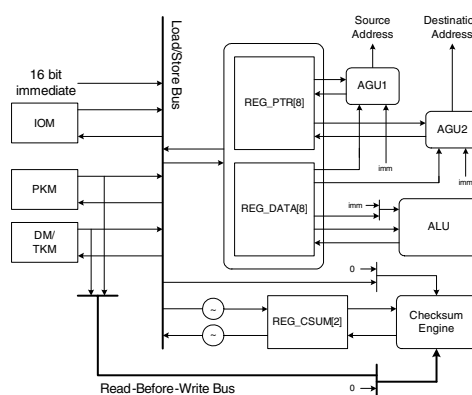 Source
Address
Destination
Address
Load/Store Bus
16 bit
immediate
IOM
REG_PTR[8]
AGU1
AGU2
imm
imm
PKM
REG_DATA[8]
imm
ALU
DM/
TKM
0
~
REG_CSUM[2]
Checksum
Engine
~
Read-Before-Write Bus
0